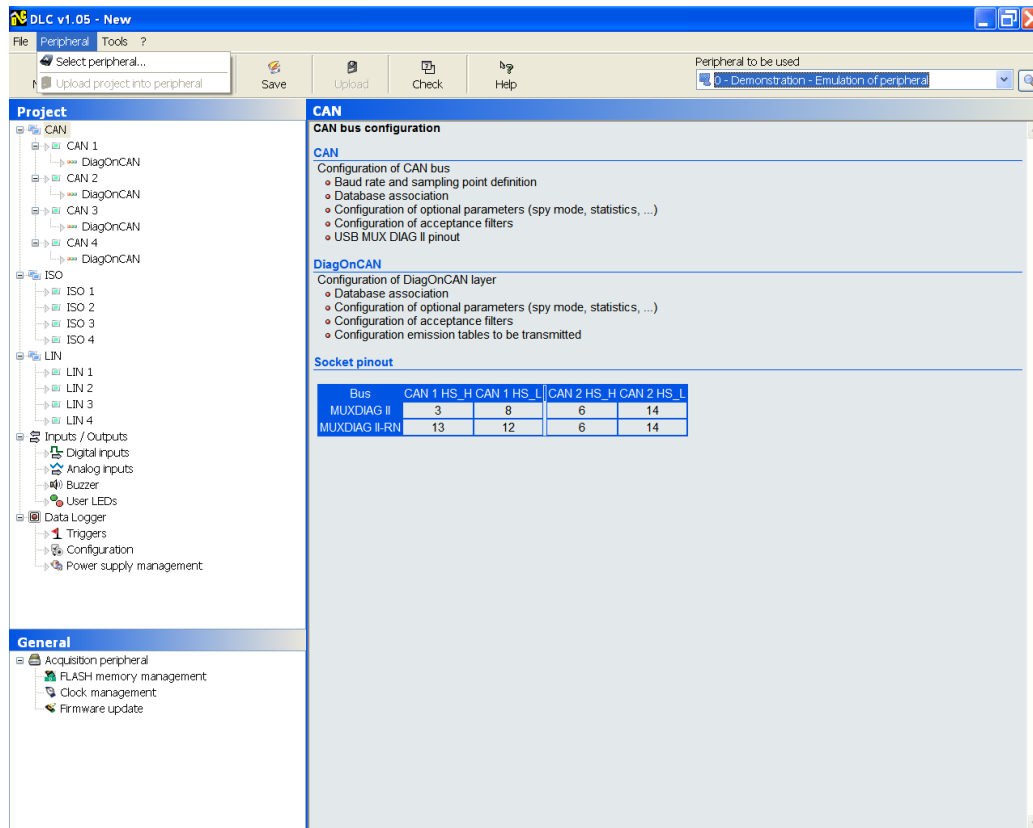 DLC v1.05 - New
File Peripheral Tools ?
Select peripheral...
Upload project into peripheral
Save
Upload
Check
Help
Peripheral to be used
0 - Demonstration - Emulation of peripheral
Project
CAN
CAN 1
DiagOnCAN
CAN 2
DiagOnCAN
CAN 3
DiagOnCAN
CAN 4
DiagOnCAN
ISO
ISO 1
ISO 2
ISO 3
ISO 4
LIN
LIN 1
LIN 2
LIN 3
LIN 4
Inputs / Outputs
Digital inputs
Analog inputs
Buzzer
User LEDs
Data Logger
Triggers
Configuration
Power supply management
General
Acquisition peripheral
FLASH memory management
Clock management
Firmware update
CAN
CAN bus configuration
CAN
Configuration of CAN bus
Baud rate and sampling point definition
Database association
Configuration of optional parameters (spy mode, statistics, ...)
Configuration of acceptance filters
USB MUX DIAG II pinout
DiagOnCAN
Configuration of DiagOnCAN layer
Database association
Configuration of optional parameters (spy mode, statistics, ...)
Configuration of acceptance filters
Configuration emission tables to be transmitted
Socket pinout
Bus CAN 1 HS_H CAN 1 HS_L CAN 2 HS_H CAN 2 HS_L
MUXDIAG II 3 8 6 14
MUXDIAG II-RN 13 12 6 14